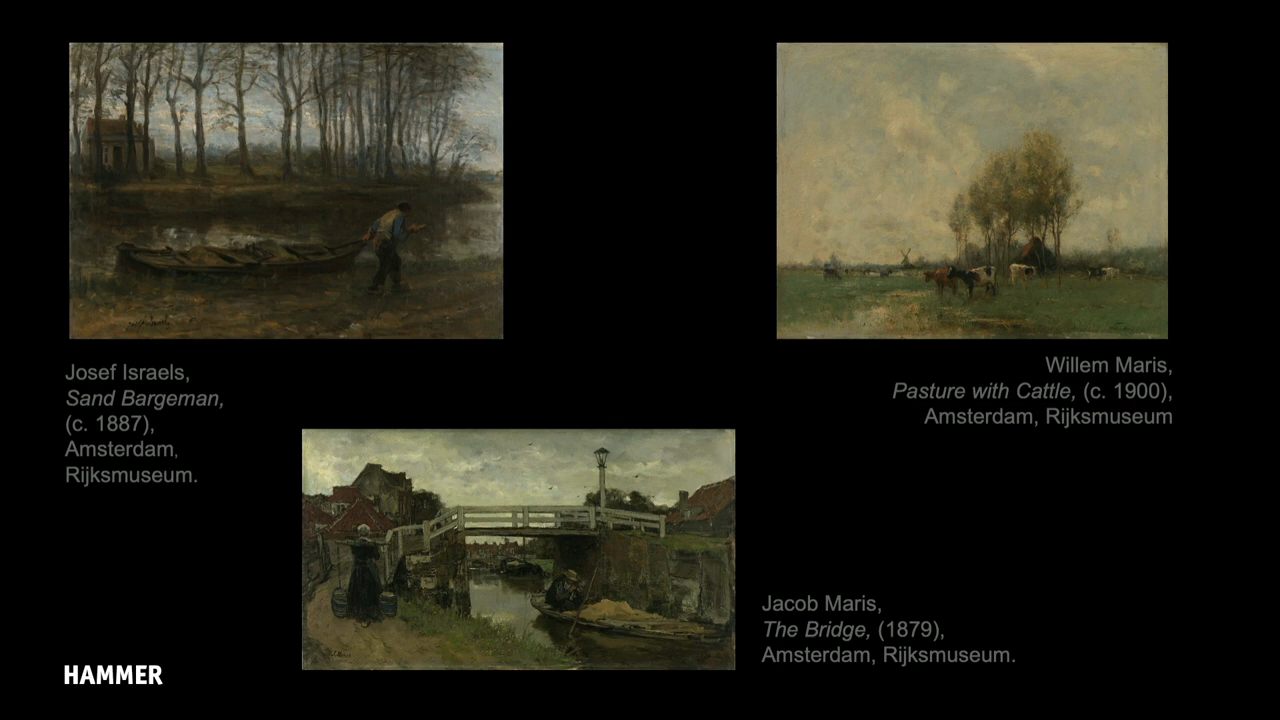 Josef Israels,
Sand Bargeman,
(c. 1887),
Amsterdam,
Rijksmuseum.
Willem Maris,
Pasture with Cattle, (c. 1900),
Amsterdam, Rijksmuseum
Jacob Maris,
The Bridge, (1879),
Amsterdam, Rijksmuseum.
HAMMER